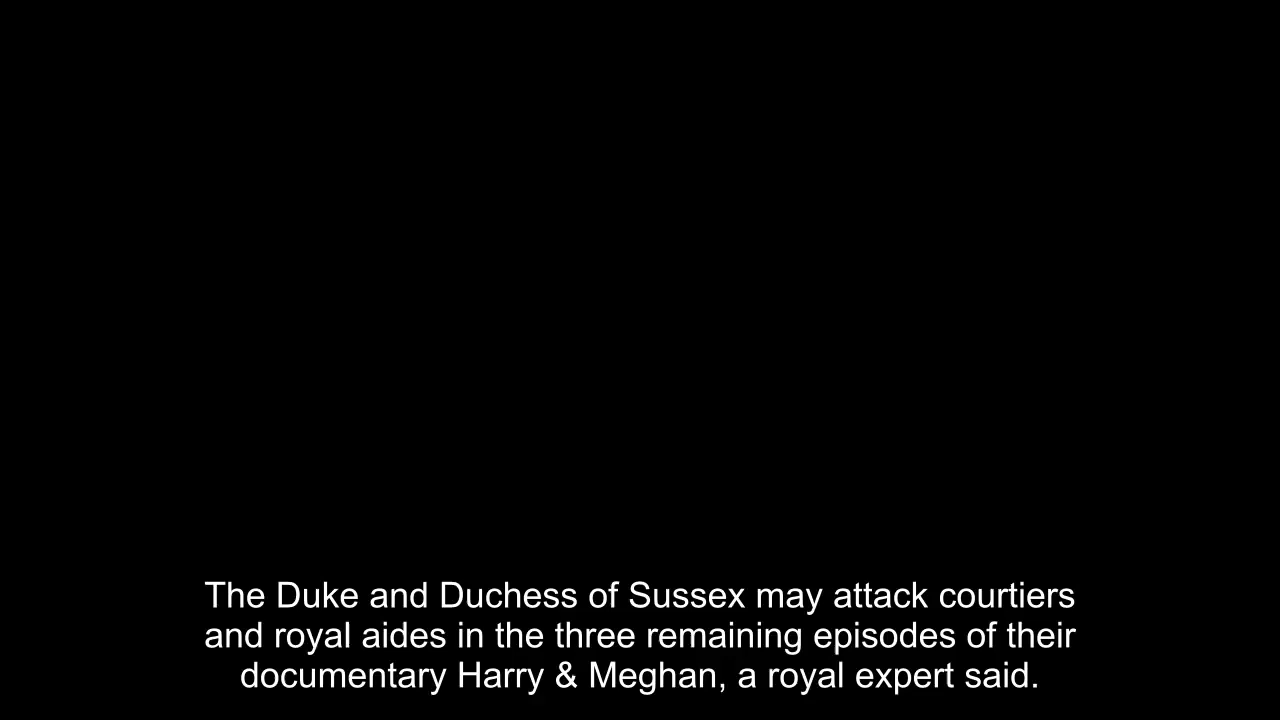 The Duke and Duchess of Sussex may attack courtiers
and royal aides in the three remaining episodes of their
documentary Harry & Meghan, a royal expert said.